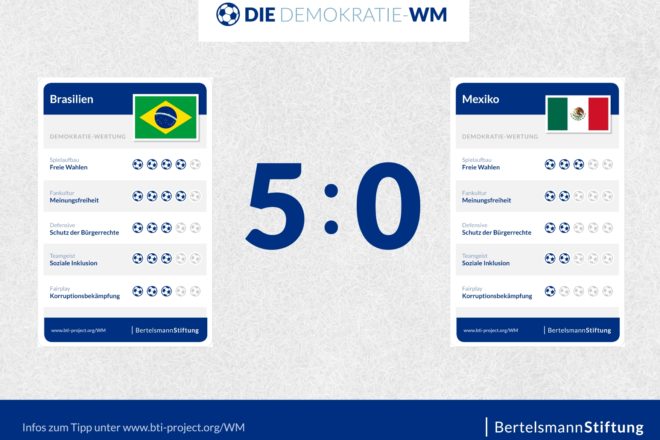 DIE DEMOKRATIE-WM
Brasilien
DEMOKRATIE-WERTUNG
Spielaufbau
Freie Wahlen
Fankultur
Meinungsfreiheit
Defensive
Schutz der Bürgerrechte
Teamgeist
Soziale Inklusion
Fairplay
Korruptionsbekämpfung
www.bti-project.org/WM
BertelsmannStiftung
5:0
Mexiko
DEMOKRATIE-WERTUNG
Spielaufbau
Freie Wahlen
Fankultur
Meinungsfreiheit
Defensive
Schutz der Bürgerrechte
Teamgeist
Soziale Inklusion
Fairplay
Korruptionsbekämpfung
www.bti-project.org/WM
BertelsmannStiftung
Infos zum Tipp unter www.bti-project.org/WM
BertelsmannStiftung